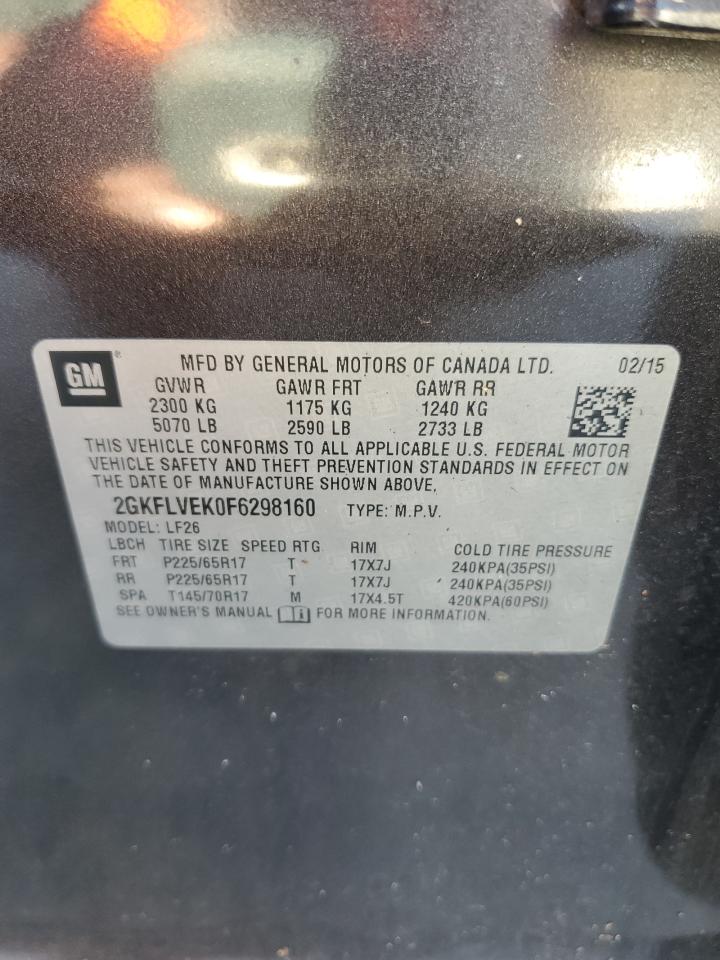 GM® MFD BY GENERAL MOTORS OF CANADA LTD. 02/15
GVWR GAWR FRT GAWR RR
2300 KG 1175 KG 1240 KG
5070 LB 2590 LB 2733 LB
THIS VEHICLE CONFORMS TO ALL APPLICABLE U.S. FEDERAL MOTOR
VEHICLE SAFETY AND THEFT PREVENTION STANDARDS IN EFFECT ON
THE DATE OF MANUFACTURE SHOWN ABOVE.
2GKFLVEK0F6298160 TYPE: M.P.V.
MODEL: LF26
LBCH TIRE SIZE SPEED RTG RIM COLD TIRE PRESSURE
FRT P225/65R17 T 17X7J 240KPA(35PSI)
RR P225/65R17 T 17X7J 240KPA(35PSI)
SPA T145/70R17 M 17X4.5T 420KPA(60PSI)
SEE OWNER'S MANUAL FOR MORE INFORMATION.